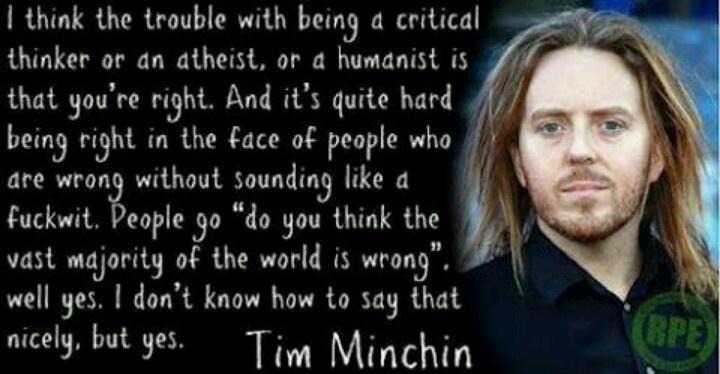 I think the trouble with being a critical
thinker or an atheist, or a humanist is
that you're right. And it's quite hard
being right in the face of people who
are wrong without sounding like a
fuckwit. People go "do you think the
vast majority of the world is wrong".
well yes. I don't know how to say that
nicely, but yes.
Tim Minchin
RPE